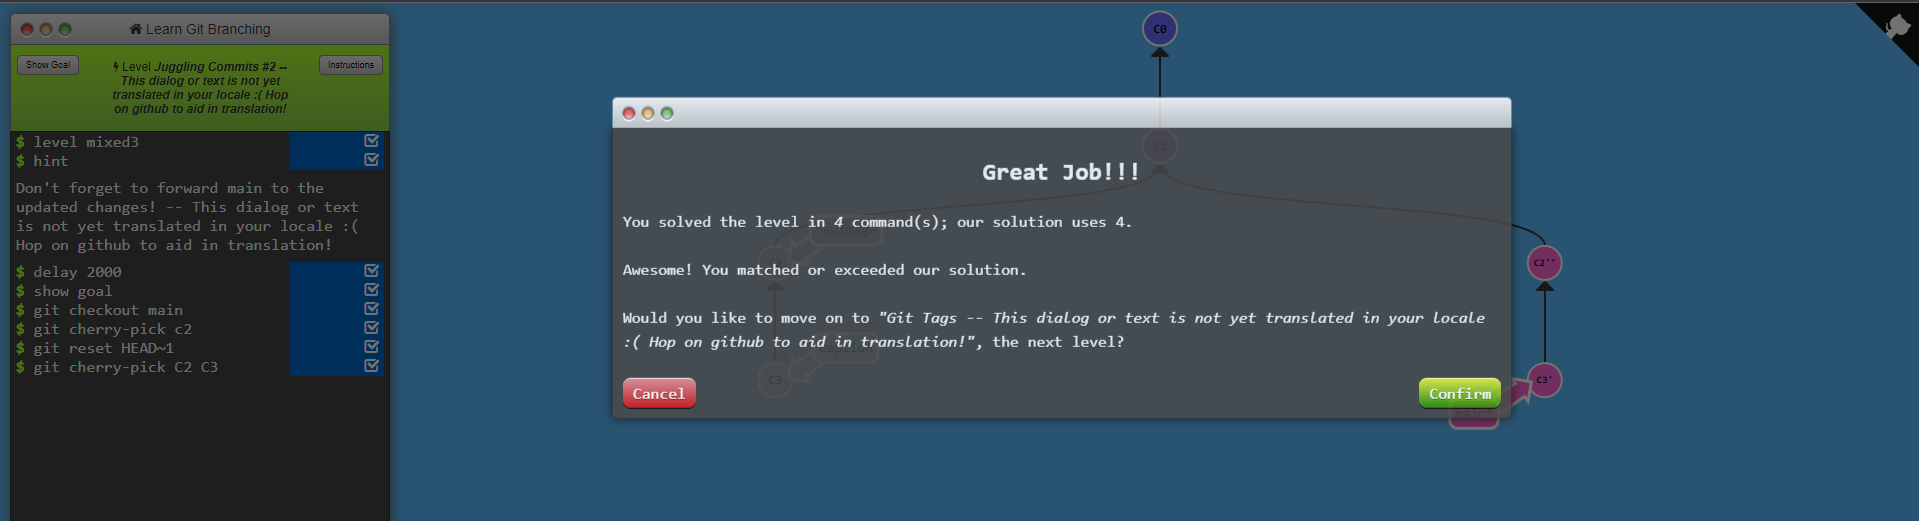 Learn Git Branching
Show Goal
Level Juggling Commits #2 --
This dialog or text is not yet
translated in your locale :( Hop
on github to aid in translation!
Instructions
$ level mixed3
$ hint
Don't forget to forward main to the
updated changes! -- This dialog or text
is not yet translated in your locale :(
Hop on github to aid in translation!
$ delay 2000
$ show goal
$ git checkout main
$ git cherry-pick c2
$ git reset HEAD~1
$ git cherry-pick C2 C3
C0
C1
Great Job!!!
You solved the level in 4 command(s); our solution uses 4.
Awesome! You matched or exceeded our solution.
Would you like to move on to "Git Tags -- This dialog or text is not yet translated in your locale
:( Hop on github to aid in translation!", the next level?
Cancel
Confirm
C3
C2''
C3'